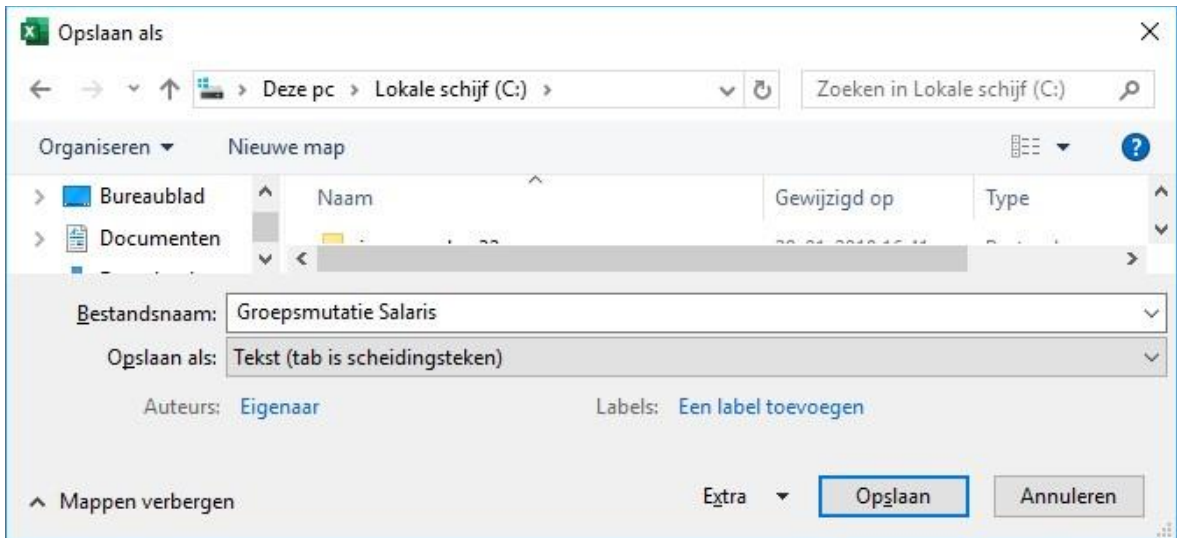 Opslaan als
Deze pc > Lokale schijf (C:) >
Zoeken in Lokale schijf (C:)
Organiseren
Nieuwe map
Bureaublad
Naam
Gewijzigd op
Type
Documenten
Bestandsnaam: Groepsmutatie Salaris
Opslaan als: Tekst (tab is scheidingsteken)
Auteurs: Eigenaar
Labels: Een label toevoegen
Mappen verbergen
Extra
Opslaan
Annuleren